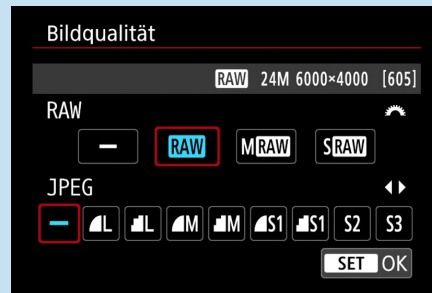 Bildqualität
RAW 24M 6000×4000 [605]
RAW
– RAW MRAW SRAW
JPEG
– L L M M S1 S1 S2 S3
SET OK